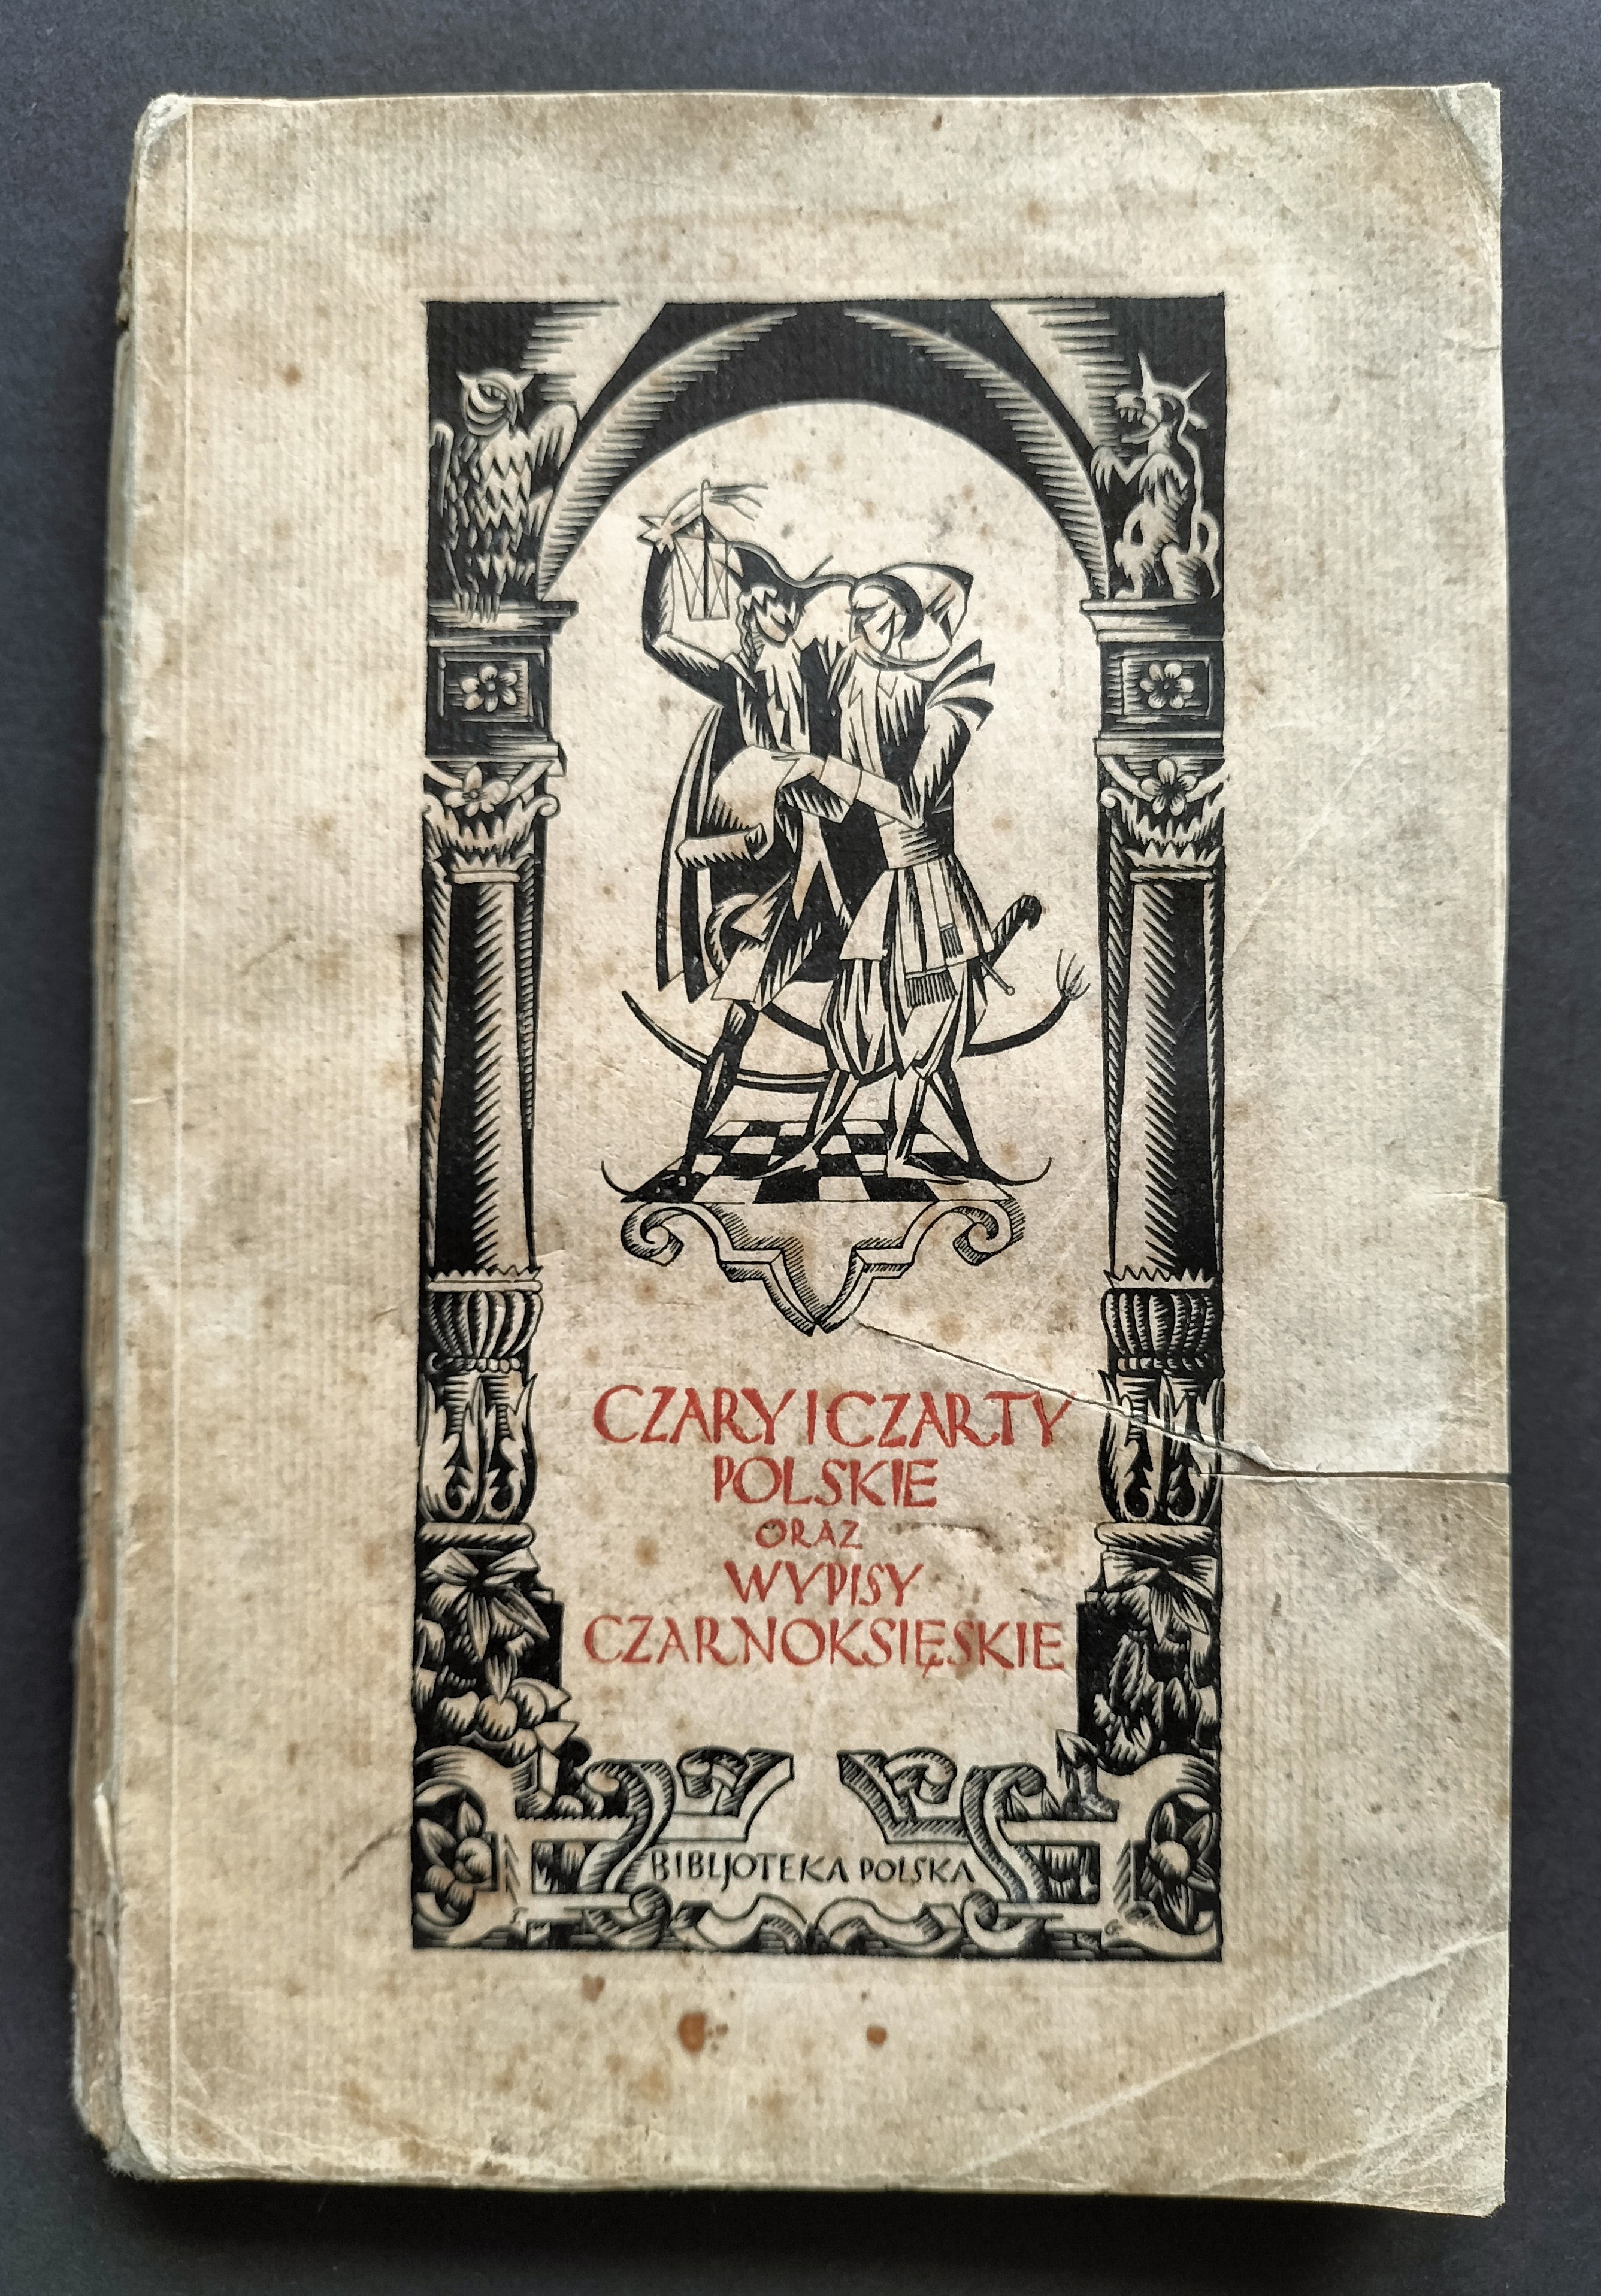 CZARY I CZARTY
POLSKIE
ORAZ
WYPISY
CZARNOKSIĘSKIE
BIBLJOTEKA POLSKA